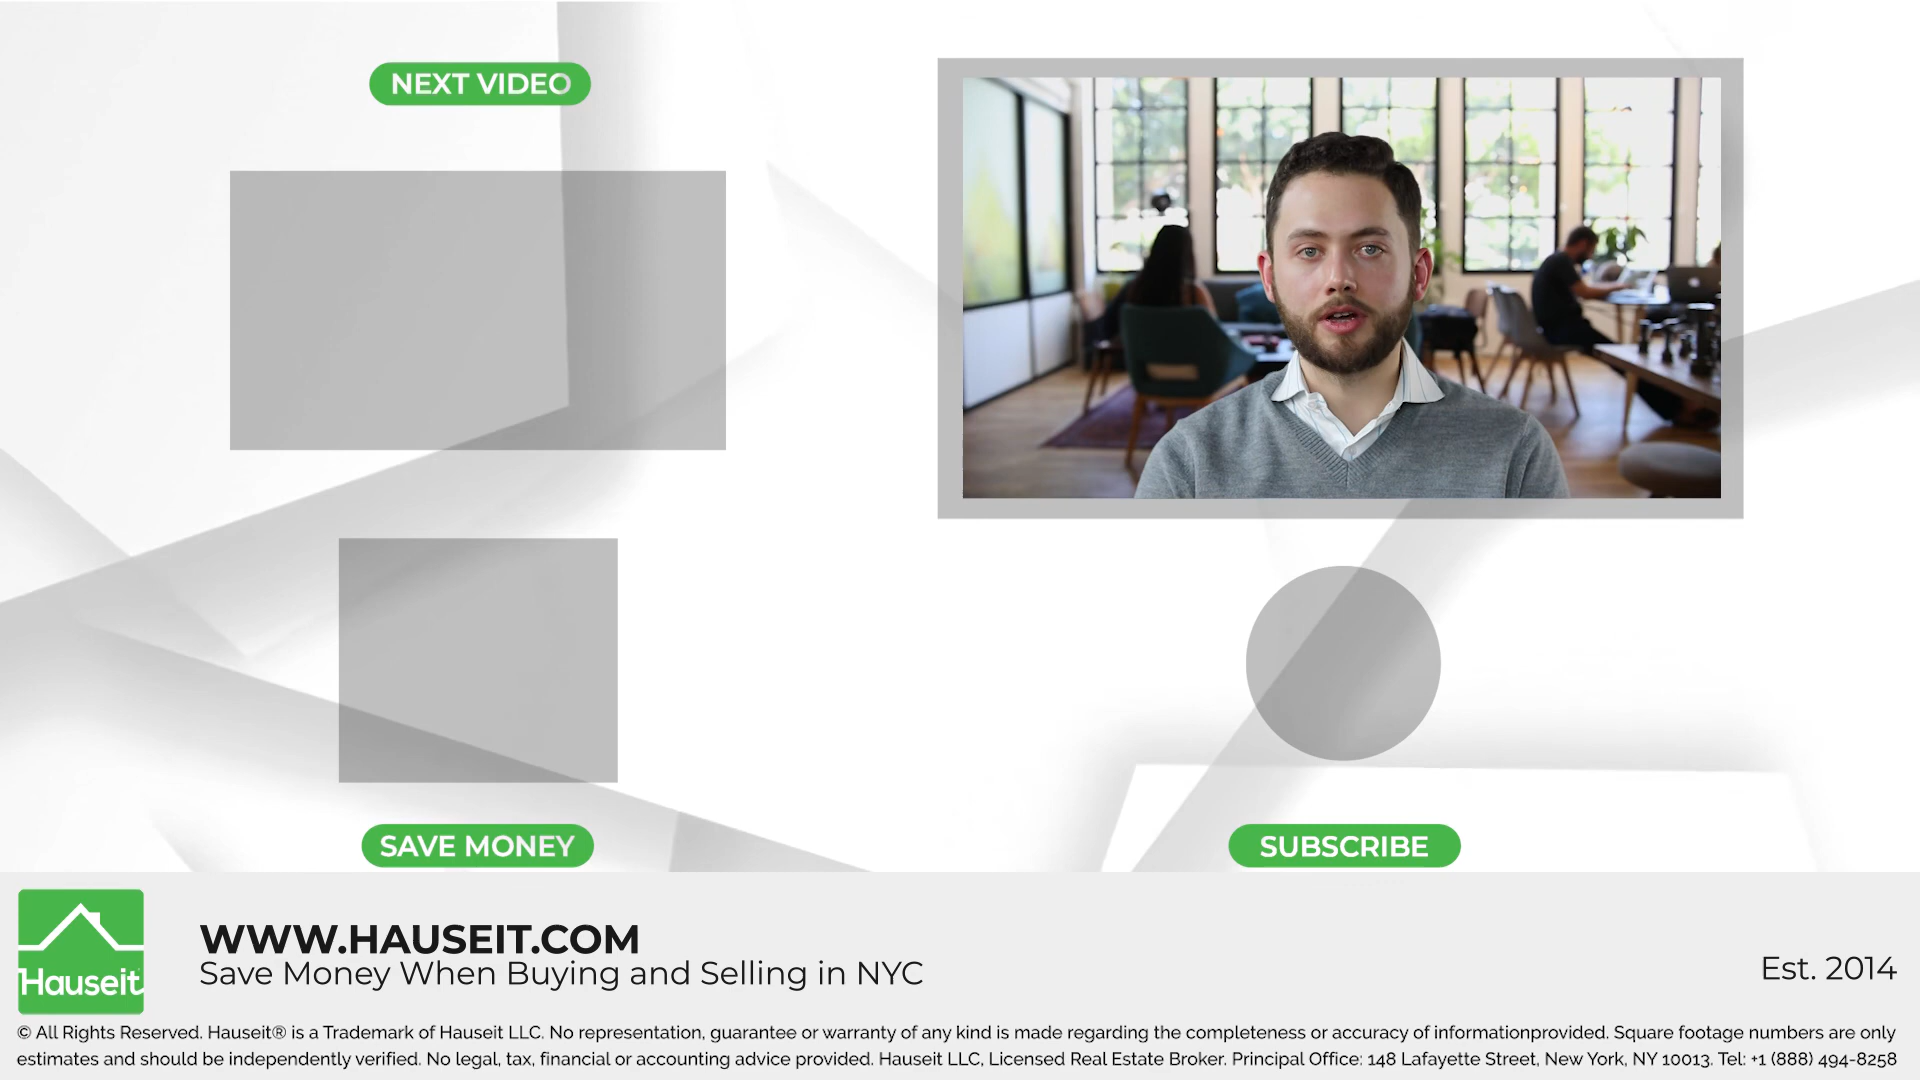 NEXT VIDEO
SAVE MONEY
SUBSCRIBE
Hauseit
WWW.HAUSEIT.COM
Save Money When Buying and Selling in NYC
Est. 2014
© All Rights Reserved. Hauseit® is a Trademark of Hauseit LLC. No representation, guarantee or warranty of any kind is made regarding the completeness or accuracy of informationprovided. Square footage numbers are only
estimates and should be independently verified. No legal, tax, financial or accounting advice provided. Hauseit LLC, Licensed Real Estate Broker. Principal Office: 148 Lafayette Street, New York, NY 10013. Tel: +1 (888) 494-8258